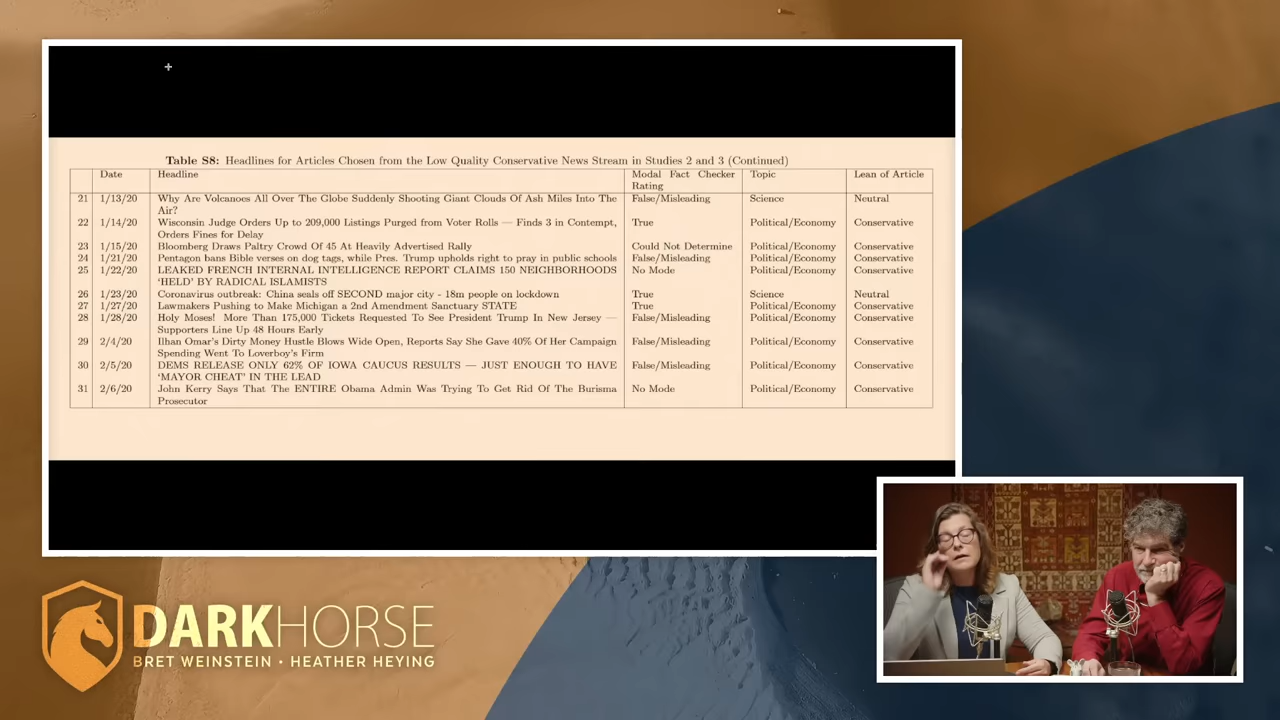 Table S8: Headlines for Articles Chosen from the Low Quality Conservative News Stream in Studies 2 and 3 (Continued)
Date Headline Modal Fact Checker Rating Topic Lean of Article
21 1/13/20 Why Are Volcanoes All Over The Globe Suddenly Shooting Giant Clouds Of Ash Miles Into The Air? False/Misleading Science Neutral
22 1/14/20 Wisconsin Judge Orders Up to 209,000 Listings Purged from Voter Rolls — Finds 3 in Contempt, Orders Fines for Delay True Political/Economy Conservative
23 1/15/20 Bloomberg Draws Paltry Crowd Of 45 At Heavily Advertised Rally Could Not Determine Political/Economy Conservative
24 1/21/20 Pentagon bans Bible verses on dog tags, while Pres. Trump upholds right to pray in public schools False/Misleading Political/Economy Conservative
25 1/22/20 LEAKED FRENCH INTERNAL INTELLIGENCE REPORT CLAIMS 150 NEIGHBORHOODS 'HELD' BY RADICAL ISLAMISTS No Mode Political/Economy Conservative
26 1/23/20 Coronavirus outbreak: China seals off SECOND major city - 18m people on lockdown True Science Neutral
27 1/27/20 Lawmakers Pushing to Make Michigan a 2nd Amendment Sanctuary STATE True Political/Economy Conservative
28 1/28/20 Holy Moses! More Than 175,000 Tickets Requested To See President Trump In New Jersey — Supporters Line Up 48 Hours Early False/Misleading Political/Economy Conservative
29 2/4/20 Ilhan Omar's Dirty Money Hustle Blows Wide Open, Reports Say She Gave 40% Of Her Campaign Spending Went To Loverboy's Firm False/Misleading Political/Economy Conservative
30 2/5/20 DEMS RELEASE ONLY 62% OF IOWA CAUCUS RESULTS — JUST ENOUGH TO HAVE 'MAYOR CHEAT' IN THE LEAD False/Misleading Political/Economy Conservative
31 2/6/20 John Kerry Says That The ENTIRE Obama Admin Was Trying To Get Rid Of The Burisma Prosecutor No Mode Political/Economy Conservative
DARKHORSE
BRET WEINSTEIN · HEATHER HEYING